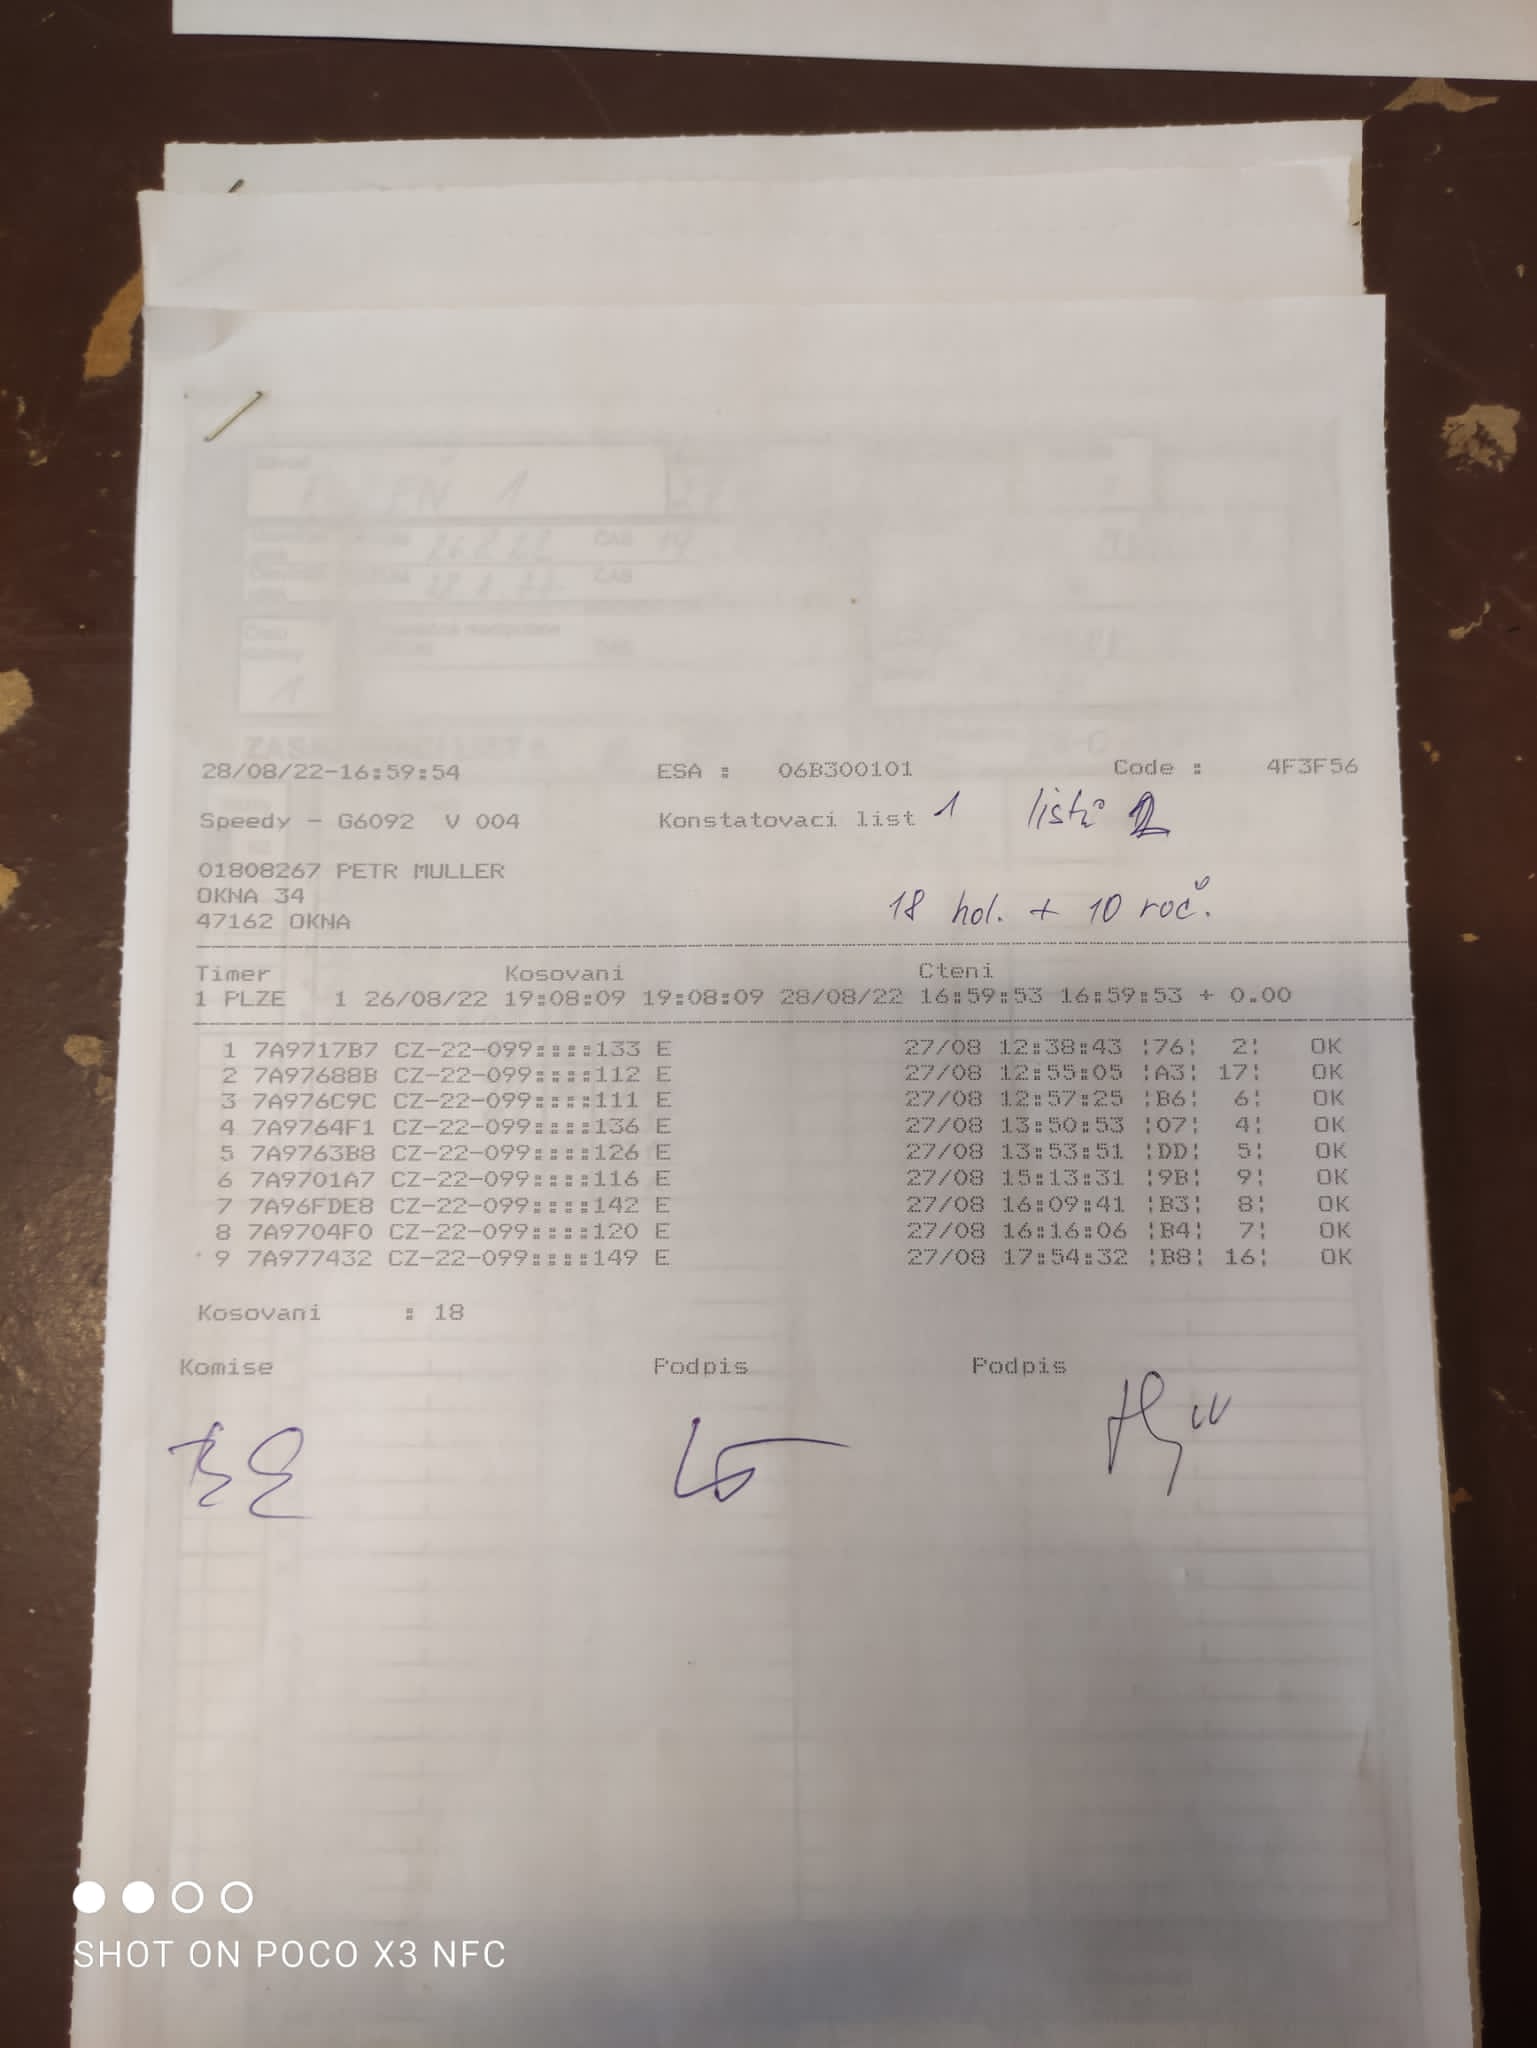 28/08/22-16:59:54 ESA : 06B300101 Code : 4F3F56
Speedy - G6092 V 004 Konstatovaci list 1 listů 2
01808267 PETR MULLER
OKNA 34
47162 OKNA
18 hol. + 10 roč.
Timer Kosovani Cteni
1 PLZE 1 26/08/22 19:08:09 19:08:09 28/08/22 16:59:53 16:59:53 + 0.00
1 7A9717B7 CZ-22-099::::133 E 27/08 12:38:43 ¦76¦ 2¦ OK
2 7A97688B CZ-22-099::::112 E 27/08 12:55:05 ¦A3¦ 17¦ OK
3 7A976C9C CZ-22-099::::111 E 27/08 12:57:25 ¦B6¦ 6¦ OK
4 7A9764F1 CZ-22-099::::136 E 27/08 13:50:53 ¦07¦ 4¦ OK
5 7A9763B8 CZ-22-099::::126 E 27/08 13:53:51 ¦DD¦ 5¦ OK
6 7A9701A7 CZ-22-099::::116 E 27/08 15:13:31 ¦9B¦ 9¦ OK
7 7A96FDE8 CZ-22-099::::142 E 27/08 16:09:41 ¦B3¦ 8¦ OK
8 7A9704F0 CZ-22-099::::120 E 27/08 16:16:06 ¦B4¦ 7¦ OK
9 7A977432 CZ-22-099::::149 E 27/08 17:54:32 ¦B8¦ 16¦ OK
Kosovani : 18
Komise Podpis Podpis
SHOT ON POCO X3 NFC